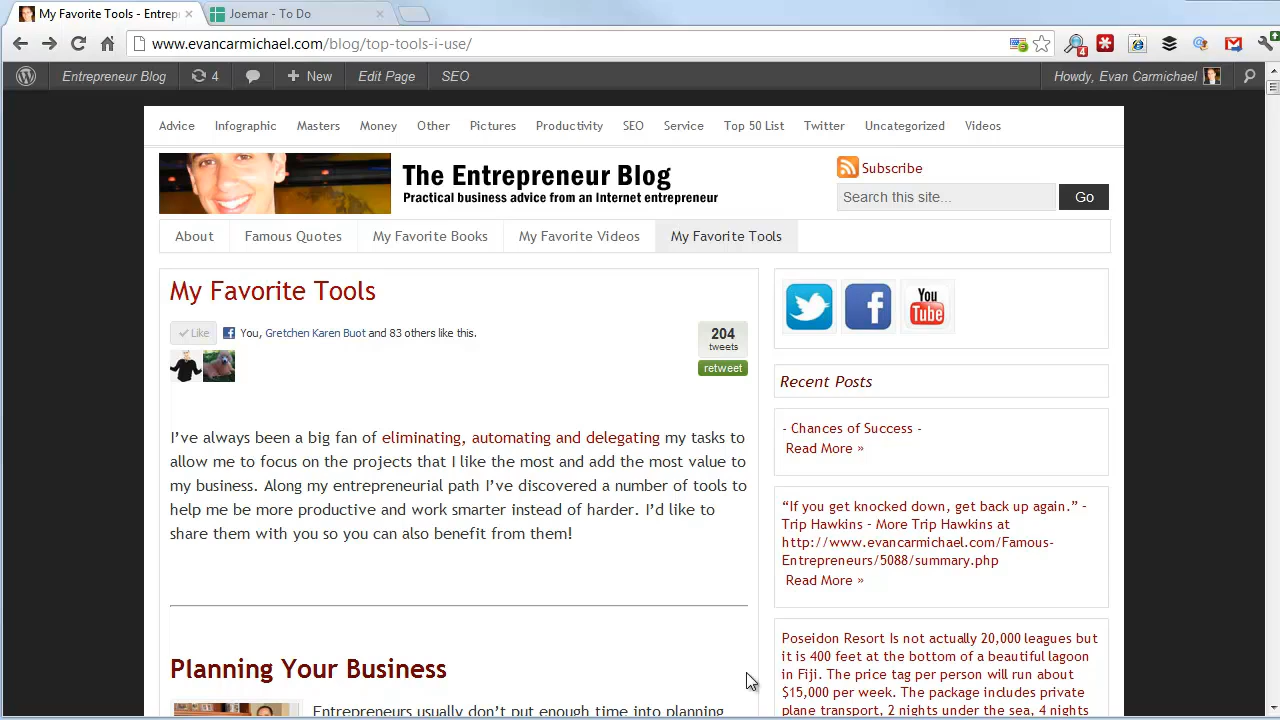 My Favorite Tools - Entrep
Joemar - To Do
www.evancarmichael.com/blog/top-tools-i-use/
5
4
Entrepreneur Blog
4
New
Edit Page
SEO
Howdy, Evan Carmichael
Advice
Infographic
Masters
Money
Other
Pictures
Productivity
SEO
Service
Top 50 List
Twitter
Uncategorized
Videos
The Entrepreneur Blog
Practical business advice from an Internet entrepreneur
Subscribe
Search this site...
Go
About
Famous Quotes
My Favorite Books
My Favorite Videos
My Favorite Tools
My Favorite Tools
Like
You, Gretchen Karen Buot and 83 others like this.
204
tweets
retweet
I’ve always been a big fan of eliminating, automating and delegating my tasks to
allow me to focus on the projects that I like the most and add the most value to
my business. Along my entrepreneurial path I’ve discovered a number of tools to
help me be more productive and work smarter instead of harder. I’d like to
share them with you so you can also benefit from them!
Planning Your Business
Entrepreneurs usually don’t put enough time into planning
You
Tube
Recent Posts
- Chances of Success -
Read More »
“If you get knocked down, get back up again.” -
Trip Hawkins - More Trip Hawkins at
http://www.evancarmichael.com/Famous-
Entrepreneurs/5088/summary.php
Read More »
Poseidon Resort Is not actually 20,000 leagues but
it is 400 feet at the bottom of a beautiful lagoon
in Fiji. The price tag per person will run about
$15,000 per week. The package includes private
plane transport, 2 nights under the sea, 4 nights